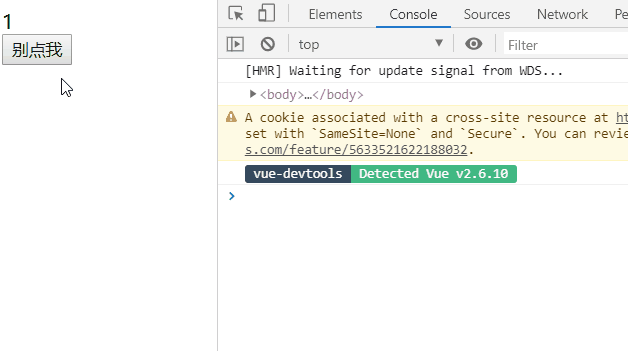 1
别点我
Elements Console Sources Network Pe
top Filter
[HMR] Waiting for update signal from WDS...
<body>…</body>
A cookie associated with a cross-site resource at ht
set with `SameSite=None` and `Secure`. You can revie
s.com/feature/5633521622188032.
vue-devtools Detected Vue v2.6.10